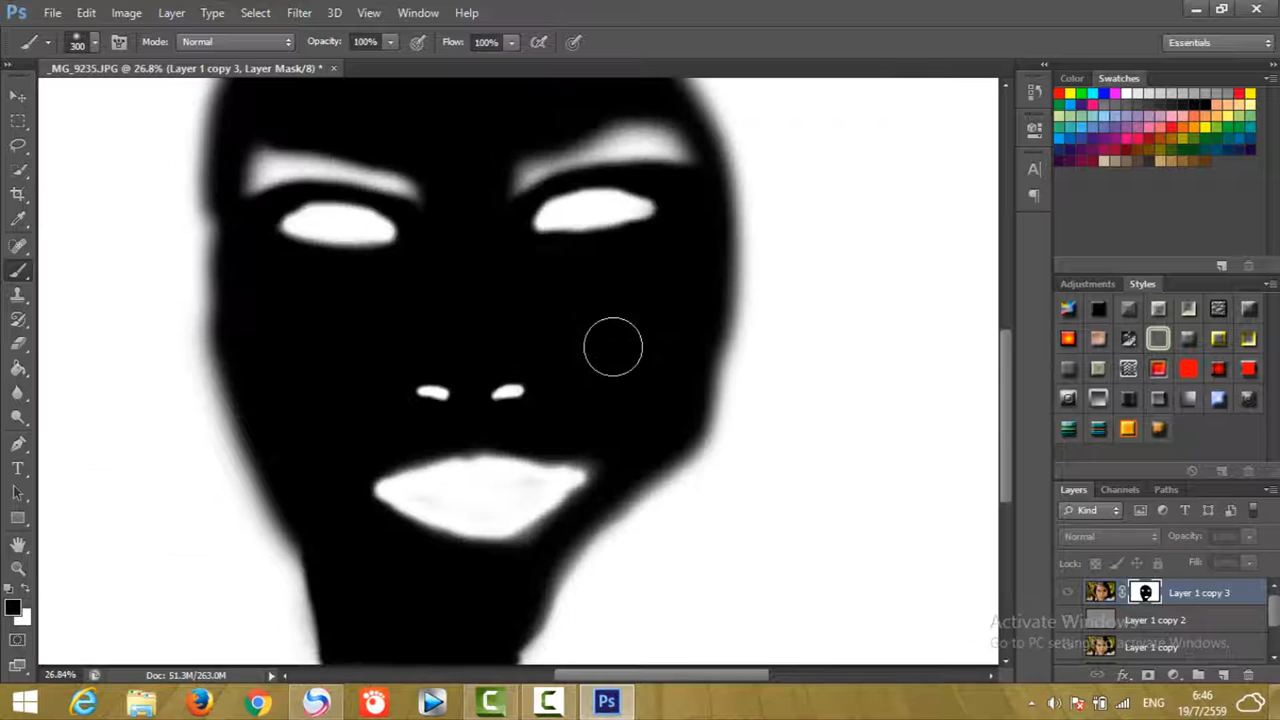 Ps File Edit Image Layer Type Select Filter 3D View Window Help
300 Mode: Normal Opacity: 100% Flow: 100% Essentials
_MG_9235.JPG @ 26.8% (Layer 1 copy 3, Layer Mask/8) * ×
Color Swatches
Adjustments Styles
Layers Channels Paths
Kind
Normal Opacity:
Lock: Fill:
Layer 1 copy 3
Layer 1 copy 2
Layer 1 copy
Activate Windows
Go to PC settings to activate Windows.
26.84% Doc: 51.3M/263.0M
ENG
6:46
19/7/2559